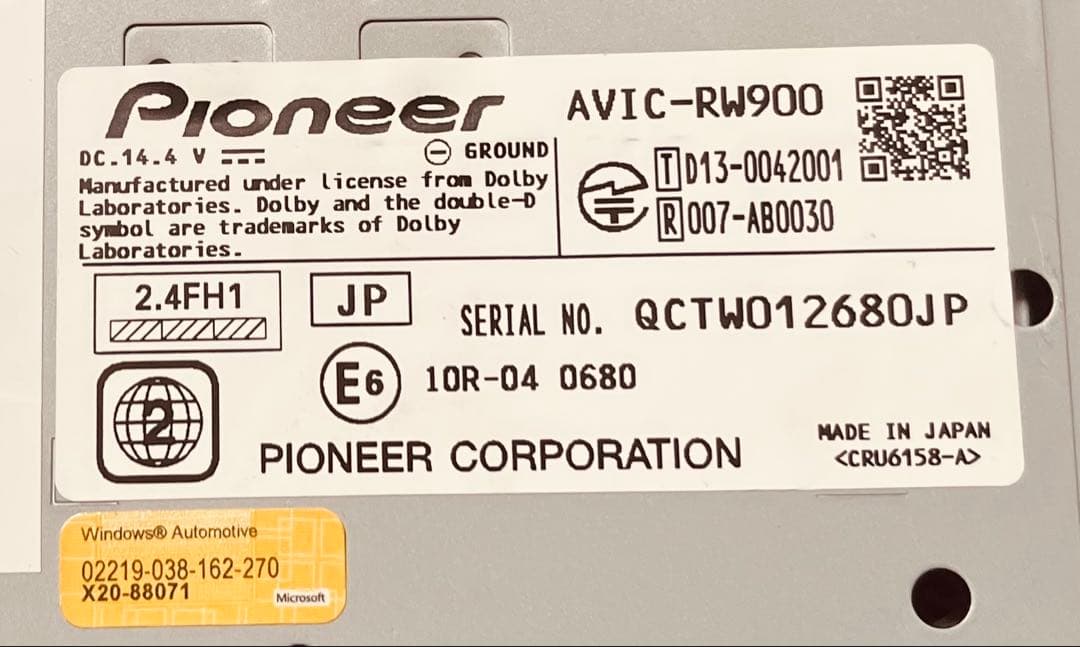 Pioneer
AVIC-RW900
DC.14.4 V
GROUND
Manufactured under license from Dolby
Laboratories. Dolby and the double-D
symbol are trademarks of Dolby
Laboratories.
T D13-0042001
R 007-AB0030
2.4FH1
JP
SERIAL NO. QCTW012680JP
E6 10R-04 0680
2
PIONEER CORPORATION
MADE IN JAPAN
<CRU6158-A>
Windows® Automotive
02219-038-162-270
X20-88071
Microsoft